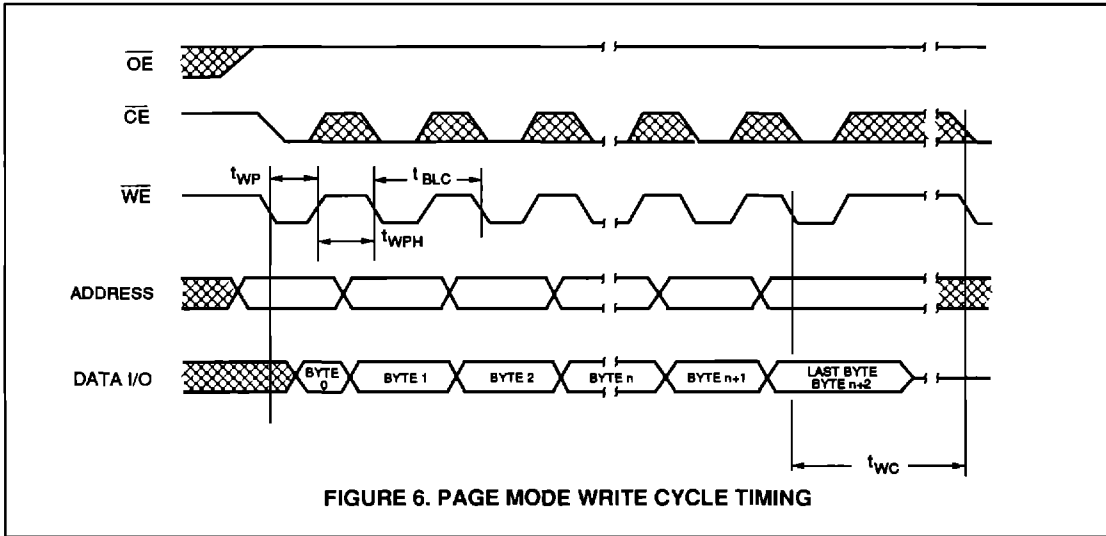 OE
CE
tWP
tBLC
WE
tWPH
ADDRESS
DATA I/O
BYTE 0
BYTE 1
BYTE 2
BYTE n
BYTE n+1
LAST BYTE
BYTE n+2
tWC
FIGURE 6. PAGE MODE WRITE CYCLE TIMING